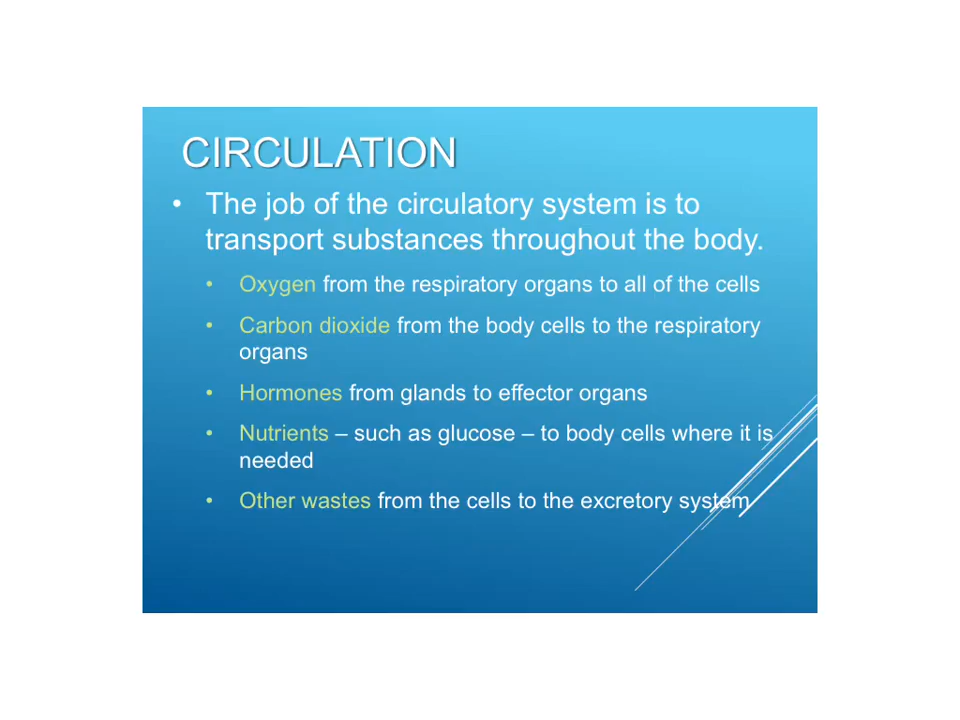 CIRCULATION
• The job of the circulatory system is to
transport substances throughout the body.
• Oxygen from the respiratory organs to all of the cells
• Carbon dioxide from the body cells to the respiratory
organs
• Hormones from glands to effector organs
• Nutrients – such as glucose – to body cells where it is
needed
• Other wastes from the cells to the excretory system